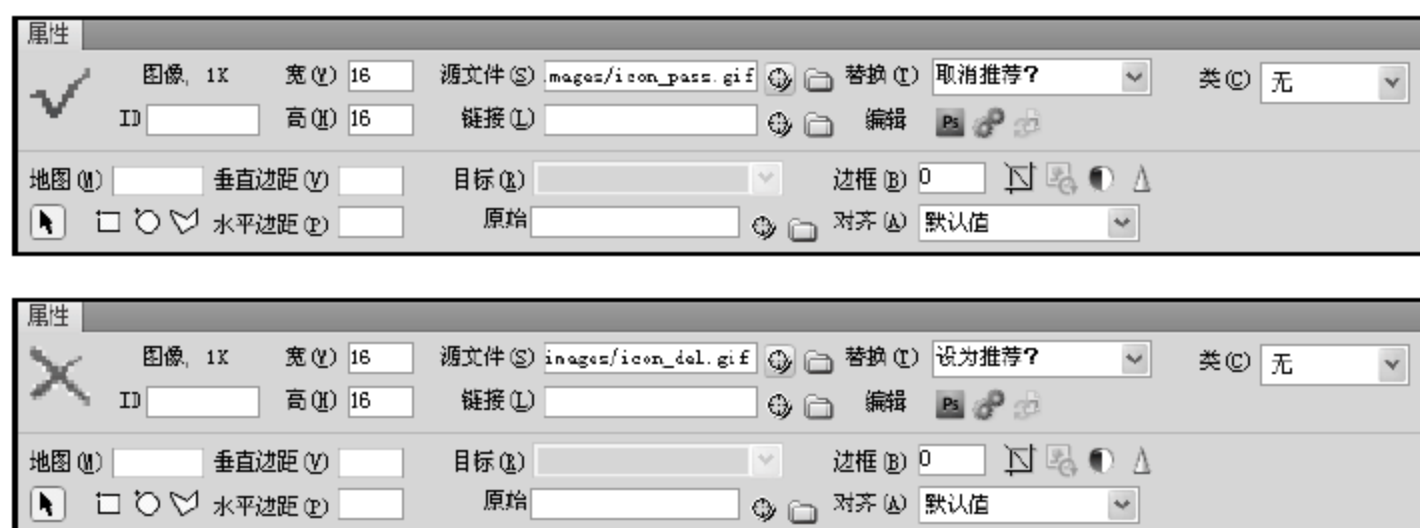 属性
图像, 1K 宽(W) 16 源文件(S) mages/icon_pass.gif 替换(T) 取消推荐? 类(C) 无
ID 高(H) 16 链接(L) 编辑 Ps
地图(M) 垂直边距(V) 目标(R) 边框(B) 0
水平边距(P) 原始 对齐(A) 默认值
属性
图像, 1K 宽(W) 16 源文件(S) images/icon_del.gif 替换(T) 设为推荐? 类(C) 无
ID 高(H) 16 链接(L) 编辑 Ps
地图(M) 垂直边距(V) 目标(R) 边框(B) 0
水平边距(P) 原始 对齐(A) 默认值